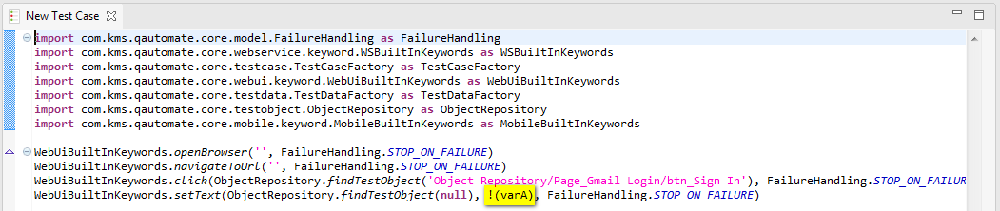 New Test Case
import com.kms.qautomate.core.model.FailureHandling as FailureHandling
import com.kms.qautomate.core.webservice.keyword.WSBuiltInKeywords as WSBuiltInKeywords
import com.kms.qautomate.core.testcase.TestCaseFactory as TestCaseFactory
import com.kms.qautomate.core.webui.keyword.WebUiBuiltInKeywords as WebUiBuiltInKeywords
import com.kms.qautomate.core.testdata.TestDataFactory as TestDataFactory
import com.kms.qautomate.core.testobject.ObjectRepository as ObjectRepository
import com.kms.qautomate.core.mobile.keyword.MobileBuiltInKeywords as MobileBuiltInKeywords
WebUiBuiltInKeywords.openBrowser('', FailureHandling.STOP_ON_FAILURE)
WebUiBuiltInKeywords.navigateToUrl('', FailureHandling.STOP_ON_FAILURE)
WebUiBuiltInKeywords.click(ObjectRepository.findTestObject('Object Repository/Page_Gmail Login/btn_Sign In'), FailureHandling.STOP_ON_FAILU
WebUiBuiltInKeywords.setText(ObjectRepository.findTestObject(null), !(varA), FailureHandling.STOP_ON_FAILURE)